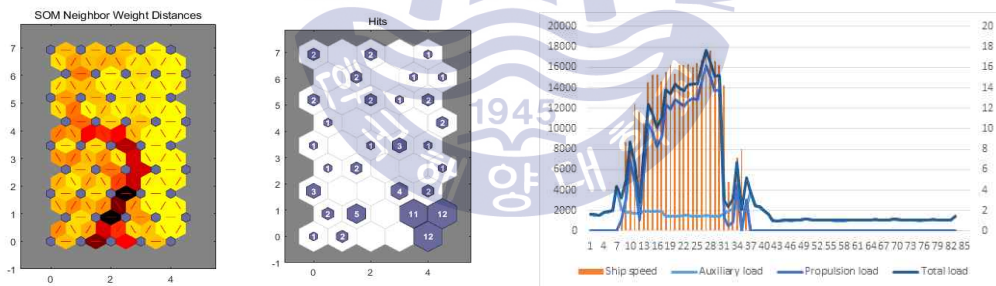 SOM Neighbor Weight Distances
7
6
5
4
3
2
1
0
-1
0 2 4
Hits
7
6
5
4
3
2
1
0
-1
2 2 1
2 1 1
2 2 1 2
1 2
1 1 3 1
1 2 2
3 4 2
2 5 11 12
1 2 12
0 2 4
1945
20000 20
18000 18
16000 16
14000 14
12000 12
10000 10
8000 8
6000 6
4000 4
2000 2
0 0
1 4 7 10 13 16 19 22 25 28 31 34 37 40 43 46 49 52 55 58 61 64 67 70 73 76 79 82 85
Ship speed Auxiliary load Propulsion load Total load